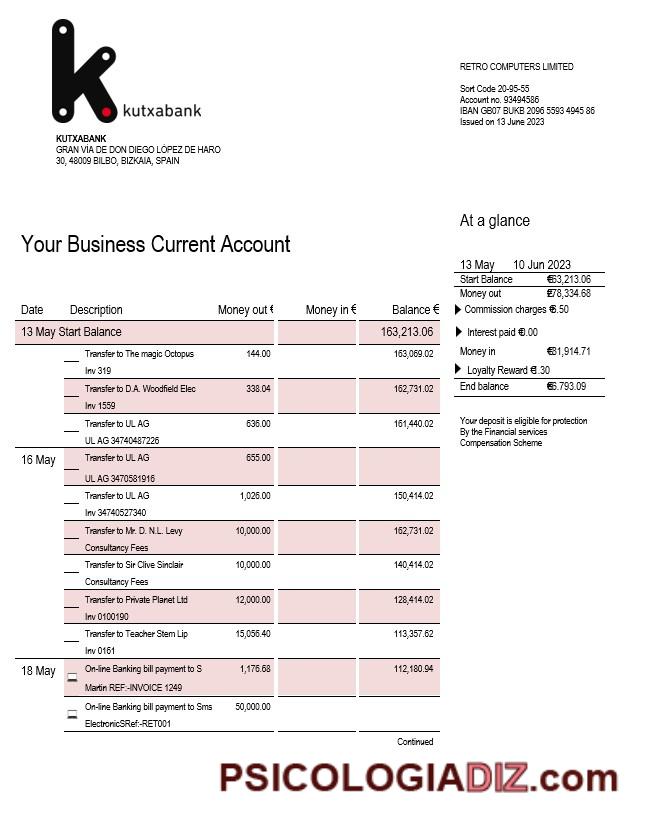 kutxabank
KUTXABANK
GRAN VÍA DE DON DIEGO LÓPEZ DE HARO
30, 48009 BILBO, BIZKAIA, SPAIN
RETRO COMPUTERS LIMITED
Sort Code 20-95-55
Account no. 93494586
IBAN GB07 BUKB 2096 5593 4945 86
Issued on 13 June 2023
Your Business Current Account
At a glance
13 May 10 Jun 2023
Start Balance €63,213.06
Money out €78,334.68
Commission charges €6.50
Interest paid €0.00
Money in €31,914.71
Loyalty Reward €1.30
End balance €6.793.09
Your deposit is eligible for protection
By the Financial services
Compensation Scheme
Date Description Money out € Money in € Balance €
13 May Start Balance 163,213.06
Transfer to The magic Octopus 144.00 163,069.02
Inv 319
Transfer to D.A. Woodfield Elec 338.04 162,731.02
Inv 1559
Transfer to UL AG 636.00 161,440.02
UL AG 34740487226
16 May Transfer to UL AG 655.00
UL AG 3470581916
Transfer to UL AG 1,026.00 150,414.02
Inv 34740527340
Transfer to Mr. D. N.L. Levy 10,000.00 162,731.02
Consultancy Fees
Transfer to Sir Clive Sinclair 10,000.00 140,414.02
Consultancy Fees
Transfer to Private Planet Ltd 12,000.00 128,414.02
Inv 0100190
Transfer to Teacher Stem Lip 15,056.40 113,357.62
Inv 0161
18 May On-line Banking bill payment to S 1,176.68 112,180.94
Martin REF:-INVOICE 1249
On-line Banking bill payment to Sms 50,000.00
ElectronicSRef:-RET001
Continued
PSICOLOGIADIZ.com